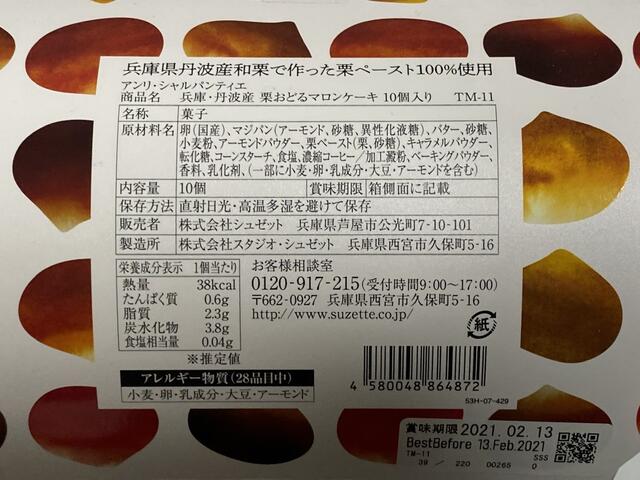 兵庫県丹波産和栗で作った栗ペースト100%使用
アンリ・シャルパンティエ
商品名 兵庫・丹波産 栗おどるマロンケーキ 10個入り TM-11
名称 菓子
原材料名 卵(国産)、マジパン(アーモンド、砂糖、異性化液糖)、バター、砂糖、
小麦粉、アーモンドパウダー、栗ペースト(栗、砂糖)、キャラメルパウダー、
転化糖、コーンスターチ、食塩、濃縮コーヒー/加工澱粉、ベーキングパウダー、
香料、乳化剤、(一部に小麦・卵・乳成分・大豆・アーモンドを含む)
内容量 10個 賞味期限 箱側面に記載
保存方法 直射日光・高温多湿を避けて保存
販売者 株式会社シュゼット 兵庫県芦屋市公光町7-10-101
製造所 株式会社スタジオ・シュゼット 兵庫県西宮市久保町5-16
栄養成分表示 1個当たり
熱量 38kcal
たんぱく質 0.6g
脂質 2.3g
炭水化物 3.8g
食塩相当量 0.04g
※推定値
お客様相談室
0120-917-215(受付時間9:00〜17:00)
〒662-0927 兵庫県西宮市久保町5-16
http://www.suzette.co.jp/
紙
アレルギー物質(28品目中)
小麦・卵・乳成分・大豆・アーモンド
4 580048 864872
53H-07-429
賞味期限 2021.02.13
BestBefore 13.Feb.2021
TM-11 SSS
39 / 220 00265 0